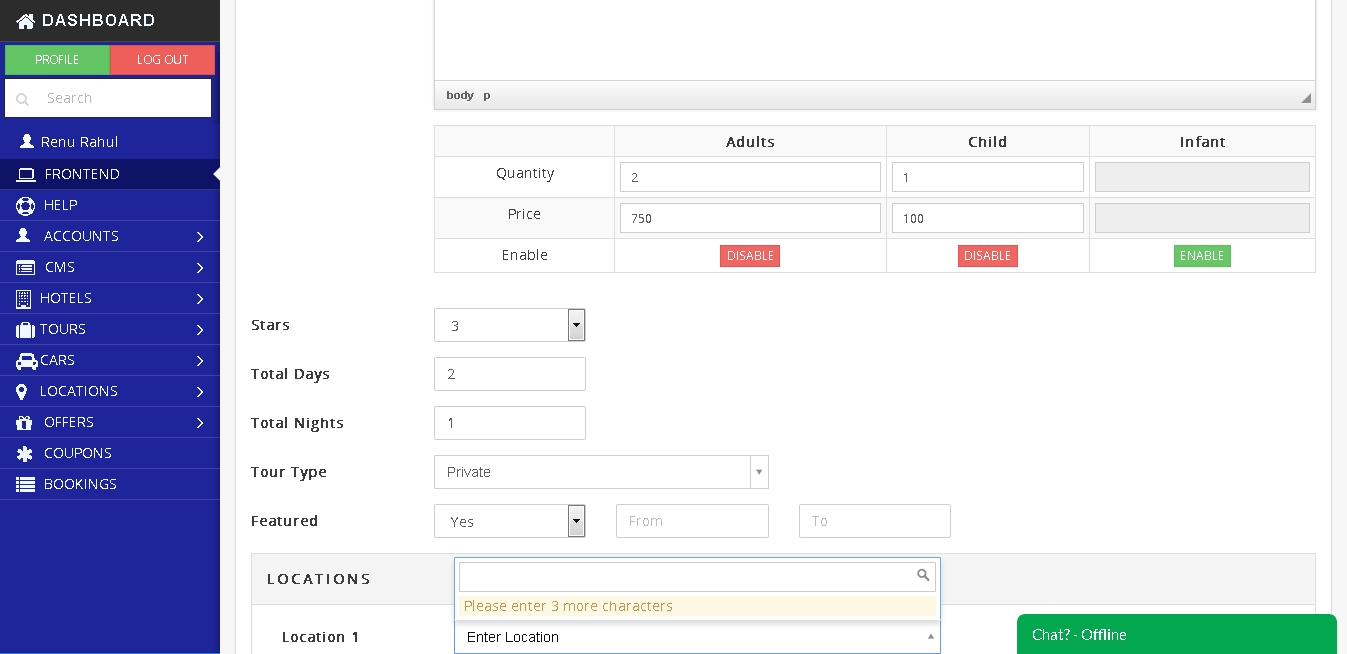 DASHBOARD
PROFILE LOG OUT
Search
Renu Rahul
FRONTEND
HELP
ACCOUNTS
CMS
HOTELS
TOURS
CARS
LOCATIONS
OFFERS
COUPONS
BOOKINGS
body p
Adults Child Infant
Quantity 2 1
Price 750 100
Enable DISABLE DISABLE ENABLE
Stars 3
Total Days 2
Total Nights 1
Tour Type Private
Featured Yes From To
LOCATIONS
Please enter 3 more characters
Location 1 Enter Location
Chat? - Offline